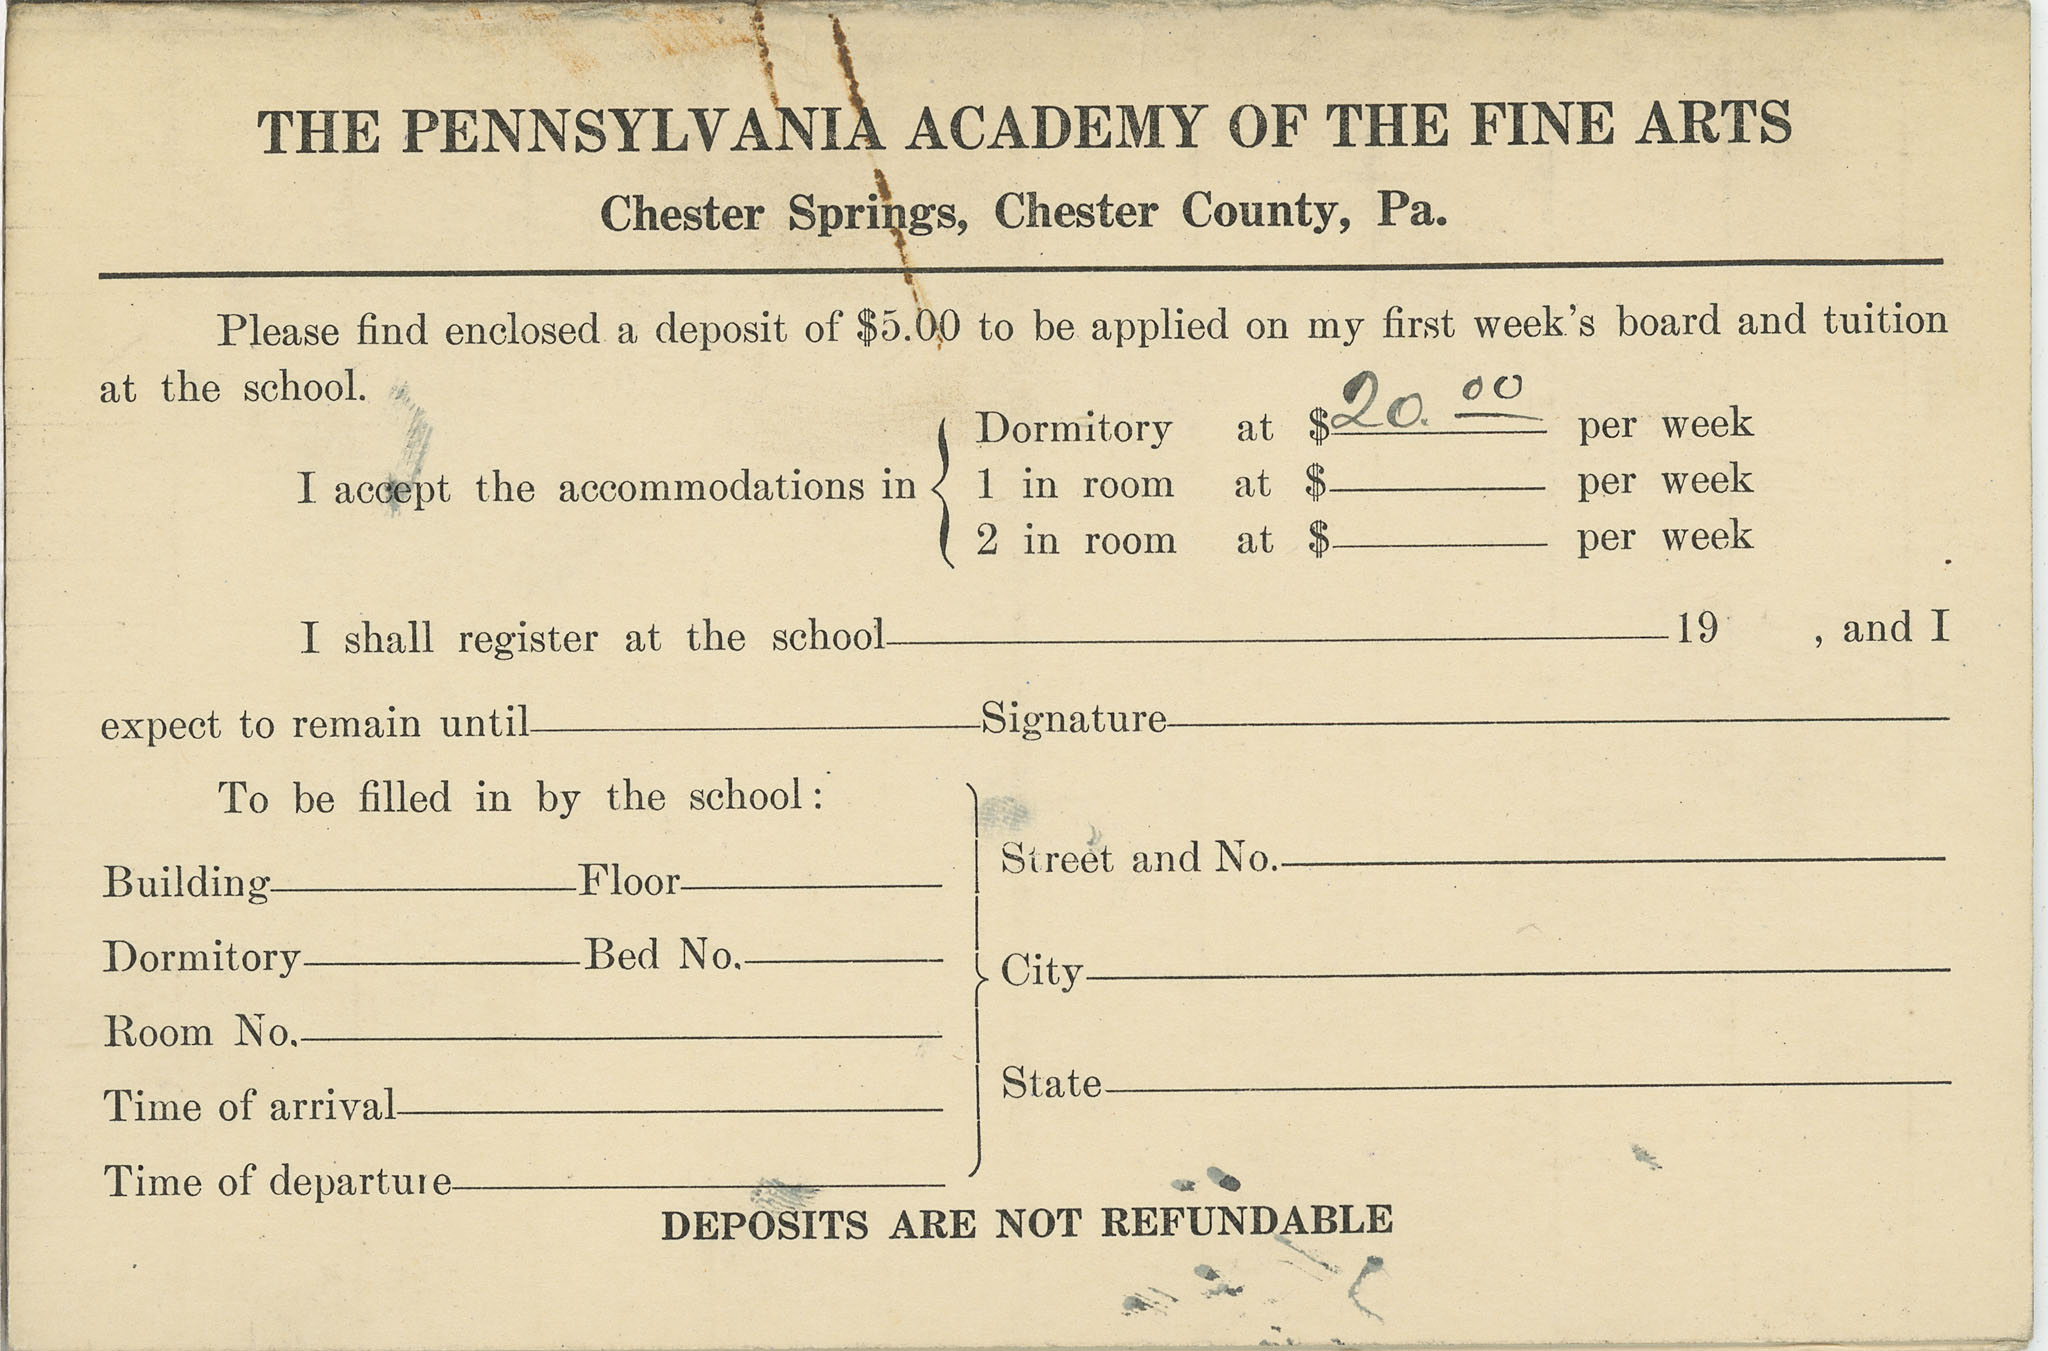 THE PENNSYLVANIA ACADEMY OF THE FINE ARTS
Chester Springs, Chester County, Pa.
Please find enclosed a deposit of $5.00 to be applied on my first week's board and tuition
at the school.
Dormitory at $20.00 per week
I accept the accommodations in 1 in room at $ per week
2 in room at $ per week
I shall register at the school 19 , and I
expect to remain until Signature
To be filled in by the school:
Building Floor
Dormitory Bed No.
Room No.
Time of arrival
Time of departure
Street and No.
City
State
DEPOSITS ARE NOT REFUNDABLE